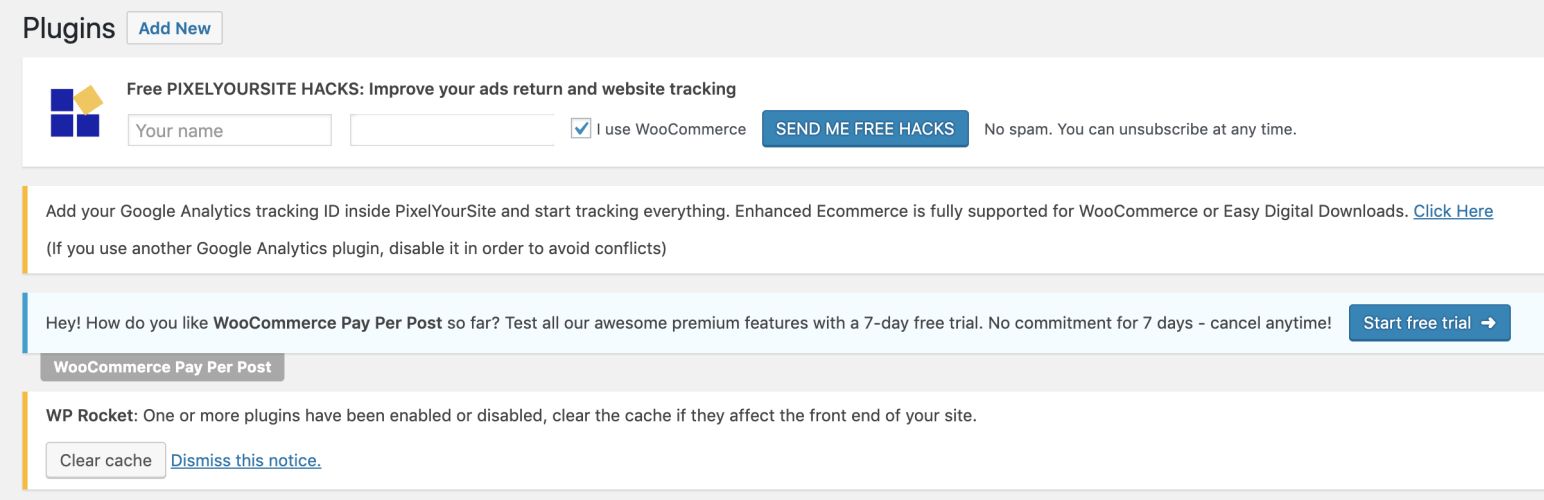 Plugins Add New
Free PIXELYOURSITE HACKS: Improve your ads return and website tracking
Your name I use WooCommerce SEND ME FREE HACKS No spam. You can unsubscribe at any time.
Add your Google Analytics tracking ID inside PixelYourSite and start tracking everything. Enhanced Ecommerce is fully supported for WooCommerce or Easy Digital Downloads. Click Here
(If you use another Google Analytics plugin, disable it in order to avoid conflicts)
Hey! How do you like WooCommerce Pay Per Post so far? Test all our awesome premium features with a 7-day free trial. No commitment for 7 days - cancel anytime! Start free trial ➜
WooCommerce Pay Per Post
WP Rocket: One or more plugins have been enabled or disabled, clear the cache if they affect the front end of your site.
Clear cache Dismiss this notice.